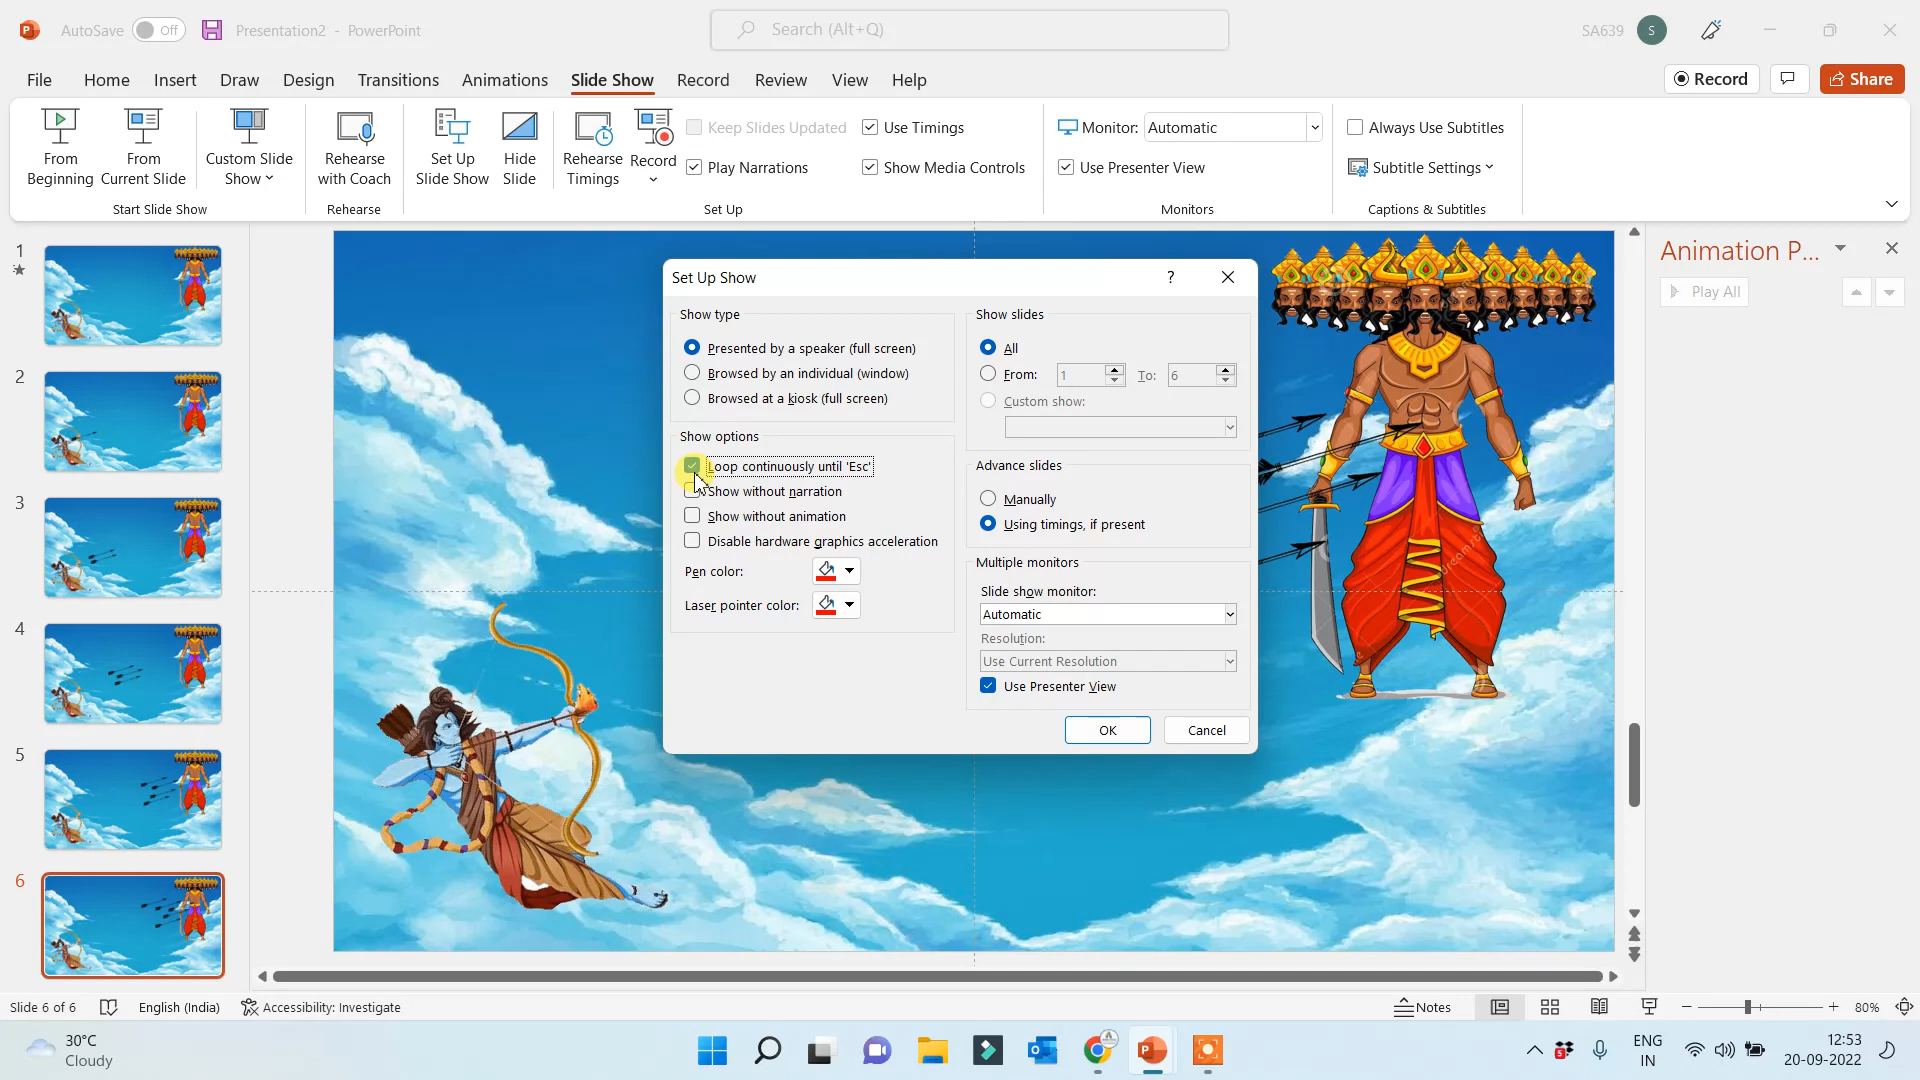 AutoSave Off Presentation2 - PowerPoint Search (Alt+Q) SA639 S
File Home Insert Draw Design Transitions Animations Slide Show Record Review View Help Record Share
From Beginning
From Current Slide
Custom Slide Show
Start Slide Show
Rehearse with Coach
Rehearse
Set Up Slide Show
Hide Slide
Rehearse Timings
Record
Keep Slides Updated
Play Narrations
Use Timings
Show Media Controls
Set Up
Monitor: Automatic
Use Presenter View
Monitors
Always Use Subtitles
Subtitle Settings
Captions & Subtitles
1
2
3
4
5
6
Set Up Show ?
Show type
Presented by a speaker (full screen)
Browsed by an individual (window)
Browsed at a kiosk (full screen)
Show options
Loop continuously until 'Esc'
Show without narration
Show without animation
Disable hardware graphics acceleration
Pen color:
Laser pointer color:
Show slides
All
From: 1 To: 6
Custom show:
Advance slides
Manually
Using timings, if present
Multiple monitors
Slide show monitor:
Automatic
Resolution:
Use Current Resolution
Use Presenter View
OK Cancel
Animation P...
Play All
Slide 6 of 6 English (India) Accessibility: Investigate Notes 80%
30°C
Cloudy
ENG
IN
12:53
20-09-2022